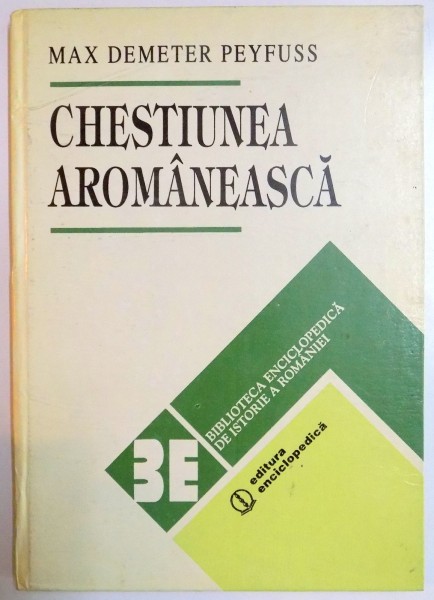 MAX DEMETER PEYFUSS
CHESTIUNEA
AROMÂNEASCĂ
BIBLIOTECA ENCICLOPEDICĂ
DE ISTORIE A ROMÂNIEI
3E
editura
enciclopedică